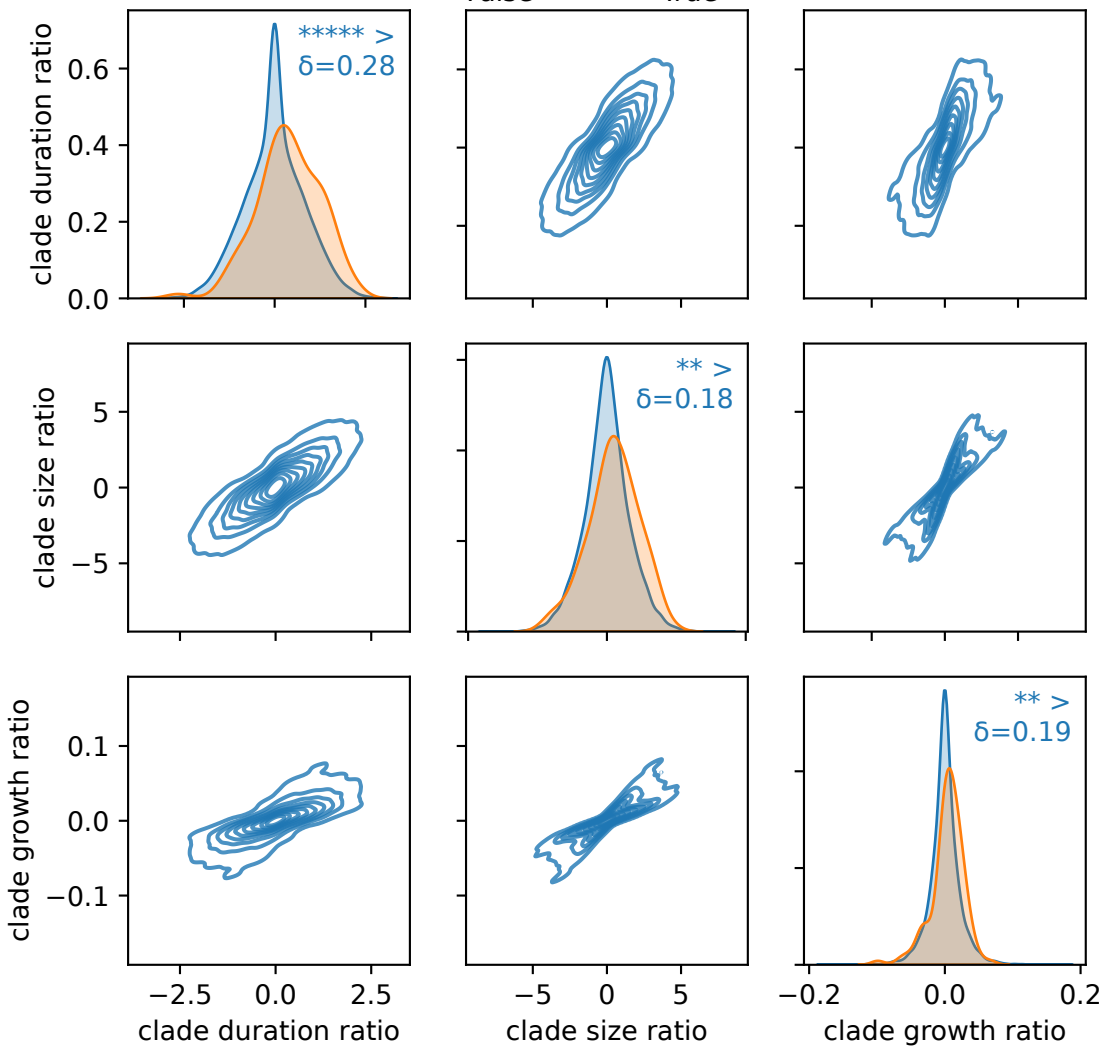 ***** >
δ=0.28
clade duration ratio
0.6
0.4
0.2
0.0
** >
δ=0.18
clade size ratio
5
0
−5
** >
δ=0.19
clade growth ratio
0.1
0.0
−0.1
−2.5 0.0 2.5 −5 0 5 −0.2 0.0 0.2
clade duration ratio clade size ratio clade growth ratio